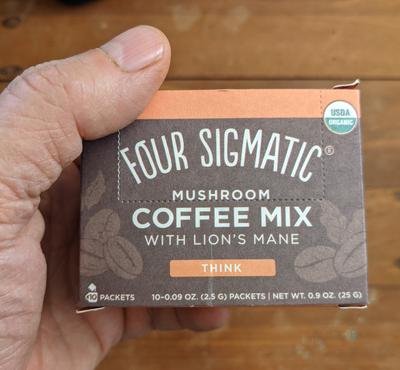 USDA
ORGANIC
FOUR SIGMATIC®
MUSHROOM
COFFEE MIX
WITH LION'S MANE
THINK
10 PACKETS
10-0.09 OZ. (2.5 G) PACKETS | NET WT. 0.9 OZ. (25 G)